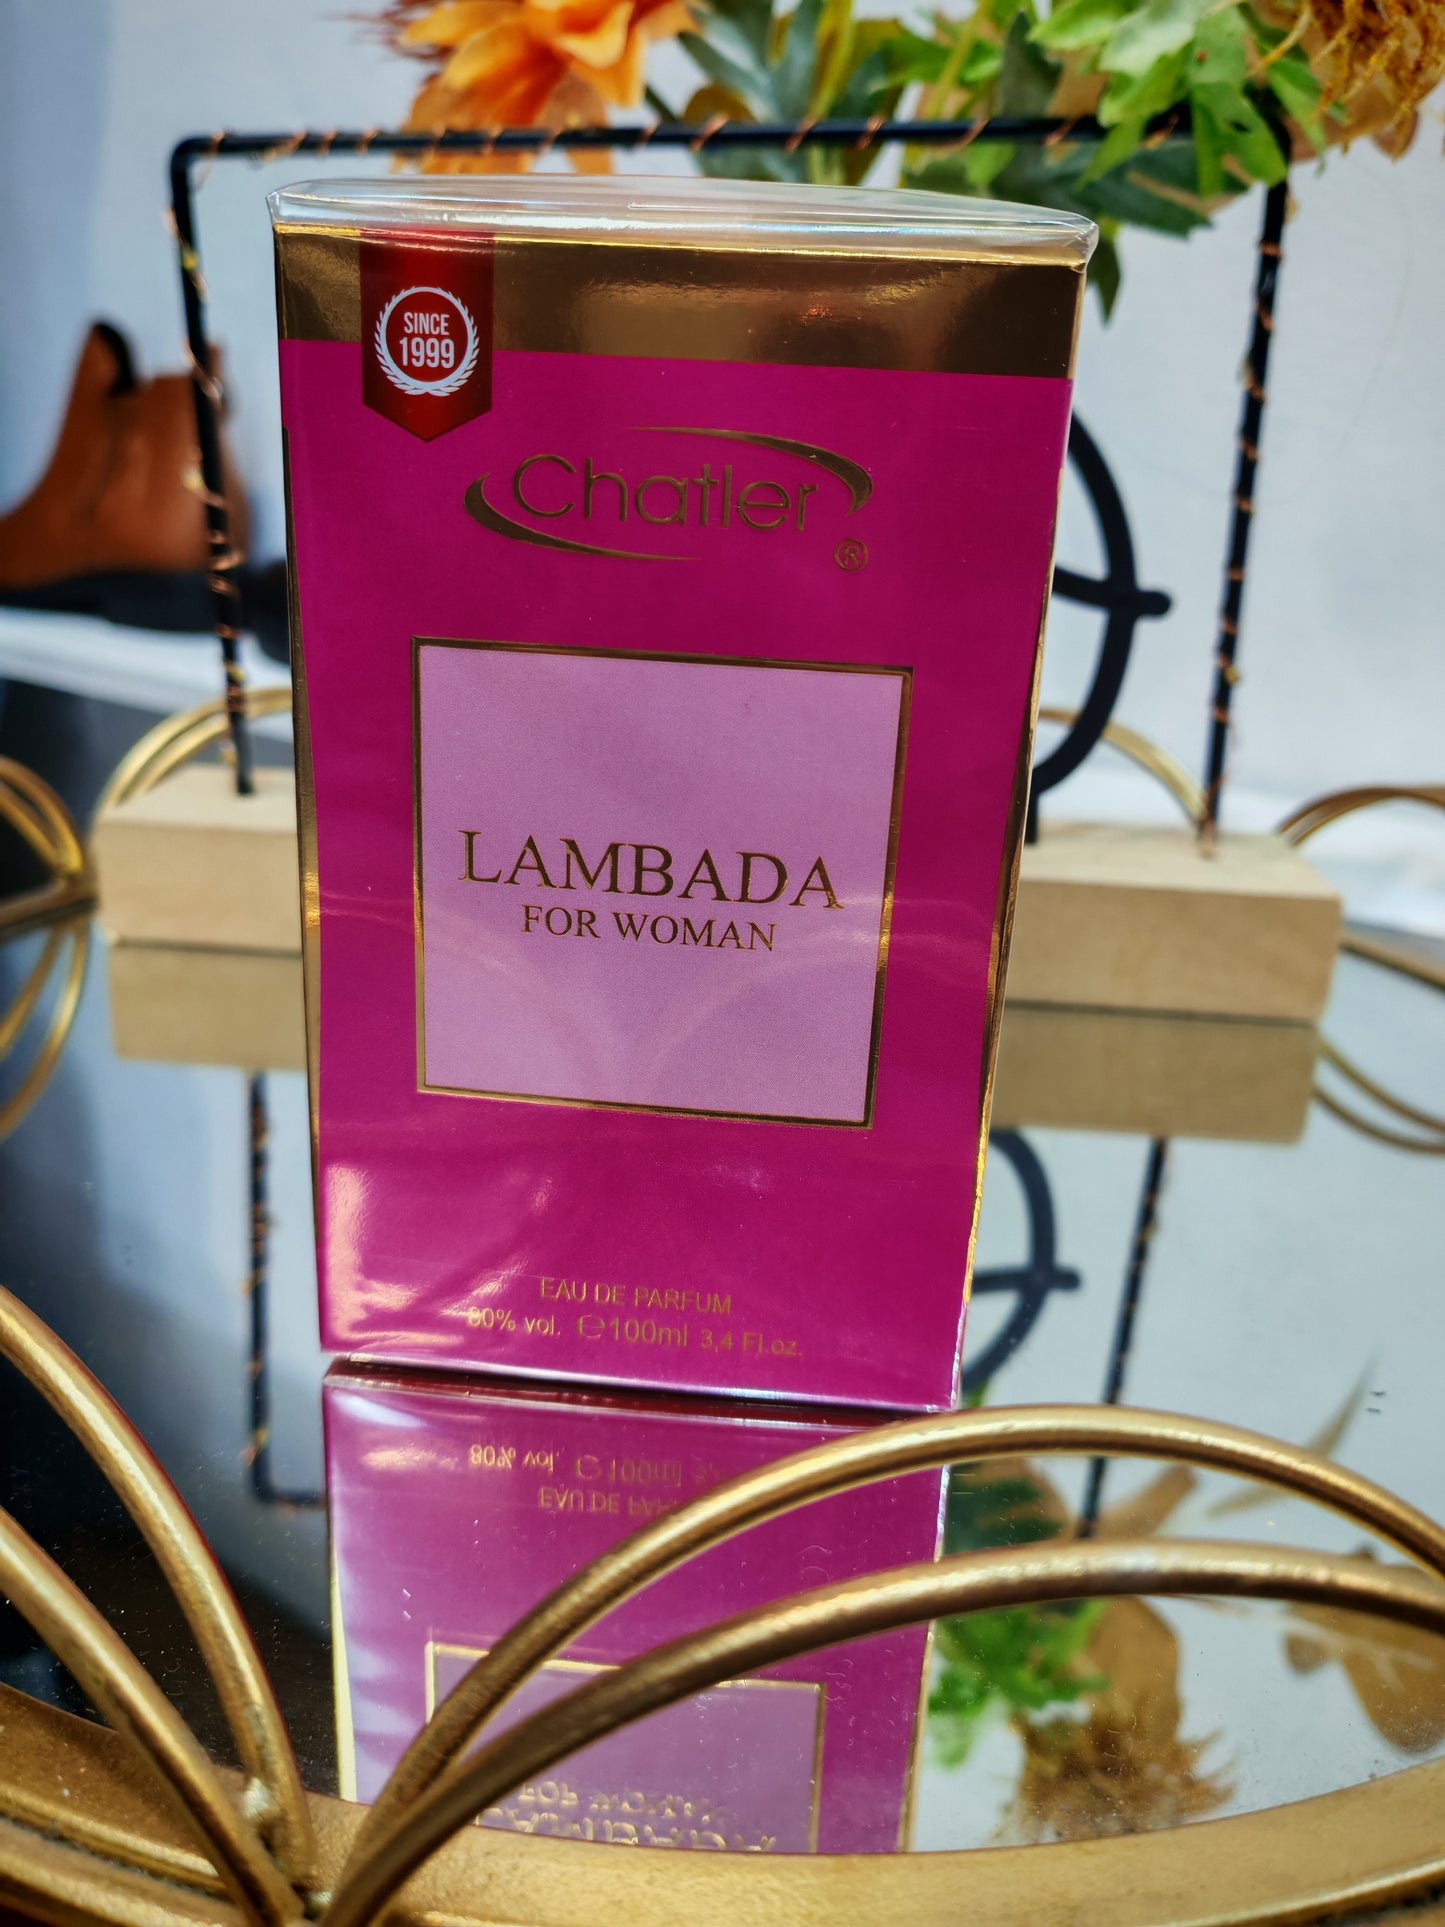 SINCE
1999
Chatler
®
LAMBADA
FOR WOMAN
EAU DE PARFUM
80% vol. ℮100ml 3,4 Fl.oz.